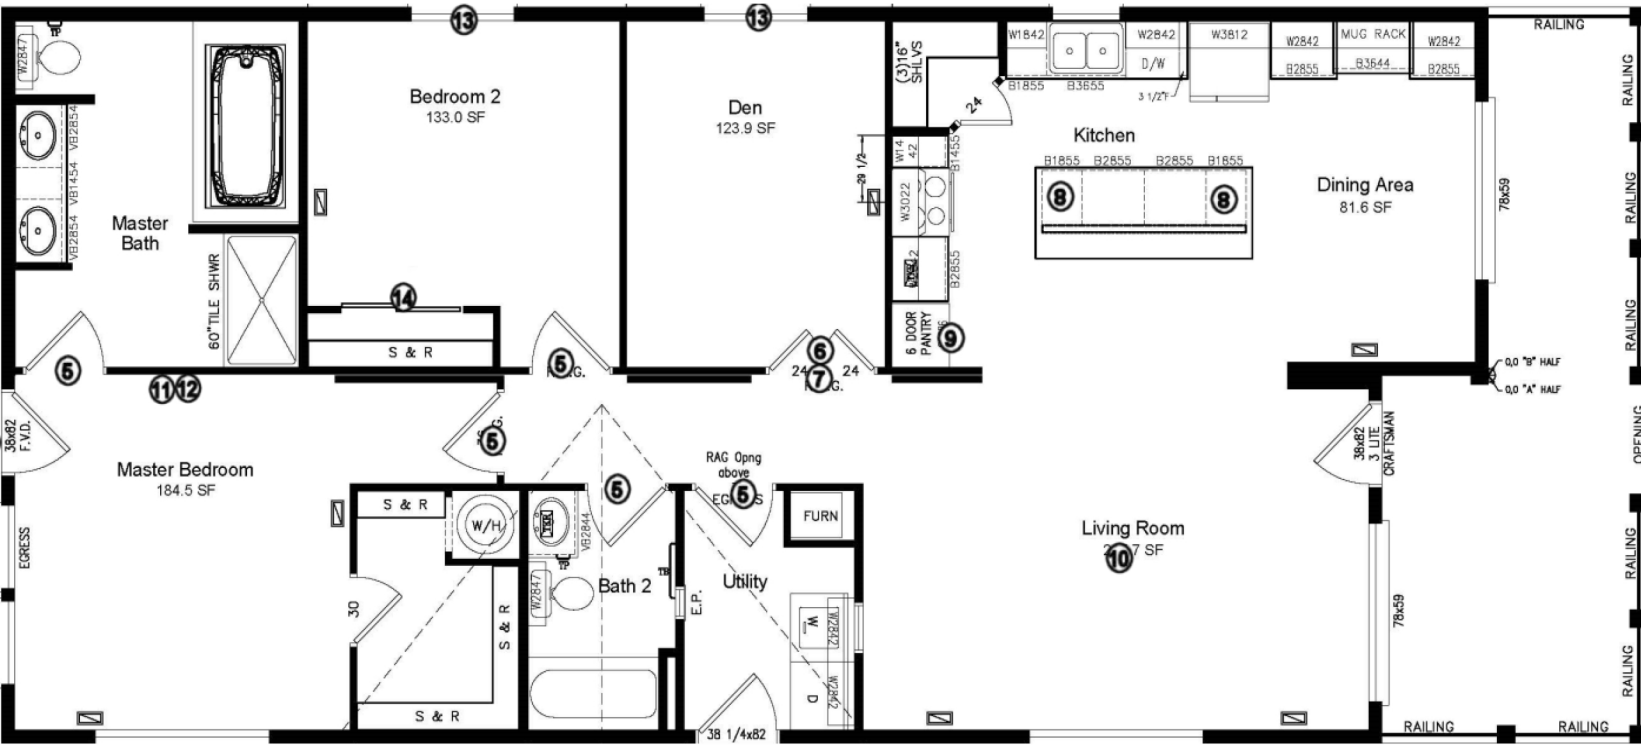 13
13
RAILING
TP
W2847
VB2854
VB1454
VB2854
Master
Bath
60"TILE SHWR
Bedroom 2
133.0 SF
14
S & R
Den
123.9 SF
29 1/2
(3)16"
SHLVS
24
W1842
W2842
D/W
W3812
W2842
B2855
MUG RACK
B3644
W2842
B2855
B1855
B3655
3 1/2"F
Kitchen
W14
42
B1455
W3022
B2855
6 DOOR
PANTRY
9
B1855
B2855
B2855
B1855
8
8
Dining Area
81.6 SF
78x59
RAILING
RAILING
RAILING
5
11
12
5
6
24
24
7
0,0 "B" HALF
0,0 "A" HALF
38x82
F.V.D.
5
Master Bedroom
184.5 SF
EGRESS
S & R
W/H
30
S & R
S & R
5
VB2844
TP
W2847
Bath 2
TB
E.P.
RAG Opng
above
5
FURN
Utility
W
W2842
W2842
D
38 1/4x82
Living Room
10
7 SF
38x82
3 LITE
CRAFTSMAN
78x59
OPENING
RAILING
RAILING
RAILING
RAILING